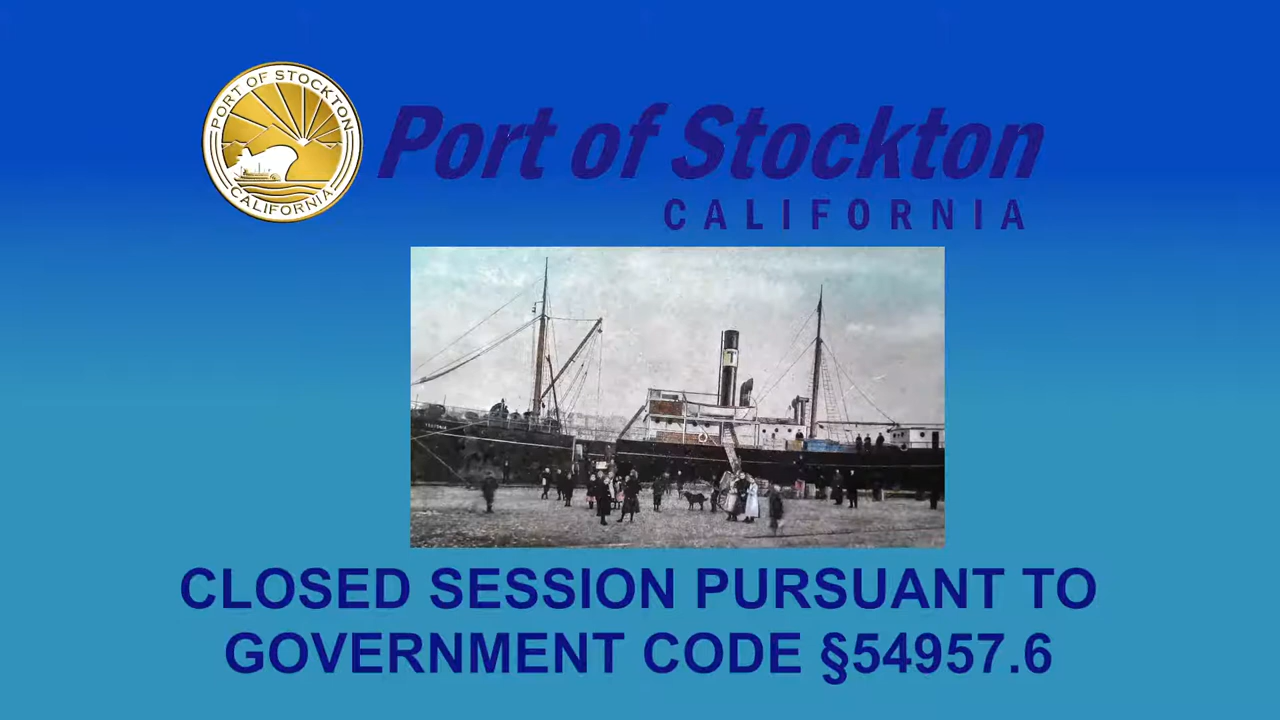 PORT OF STOCKTON
CALIFORNIA
Port of Stockton
CALIFORNIA
T
CLOSED SESSION PURSUANT TO
GOVERNMENT CODE §54957.6